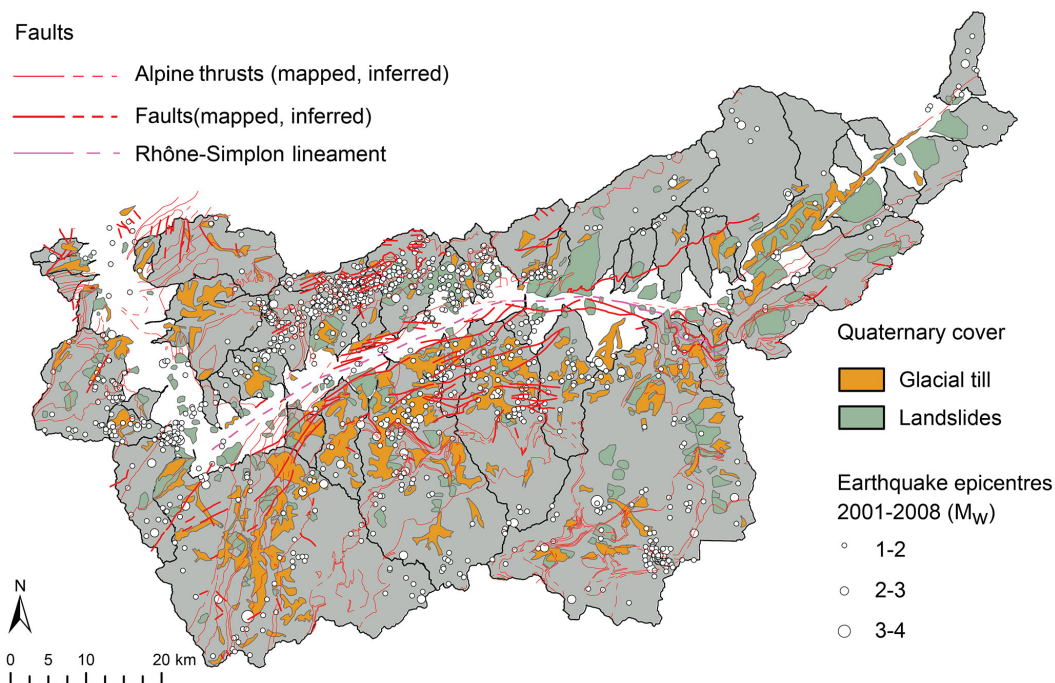 Faults
Alpine thrusts (mapped, inferred)
Faults(mapped, inferred)
Rhône-Simplon lineament
Quaternary cover
Glacial till
Landslides
Earthquake epicentres
2001-2008 (MW)
1-2
2-3
3-4
N
0 5 10 20 km